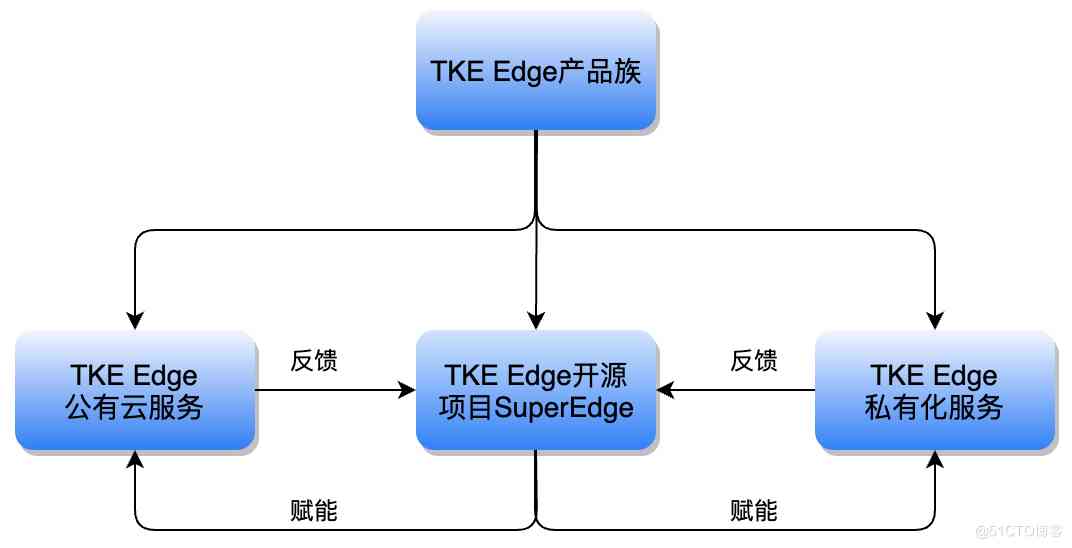 TKE Edge产品族
反馈
反馈
TKE Edge
公有云服务
TKE Edge开源
项目SuperEdge
TKE Edge
私有化服务
赋能
赋能
@51CTO博客